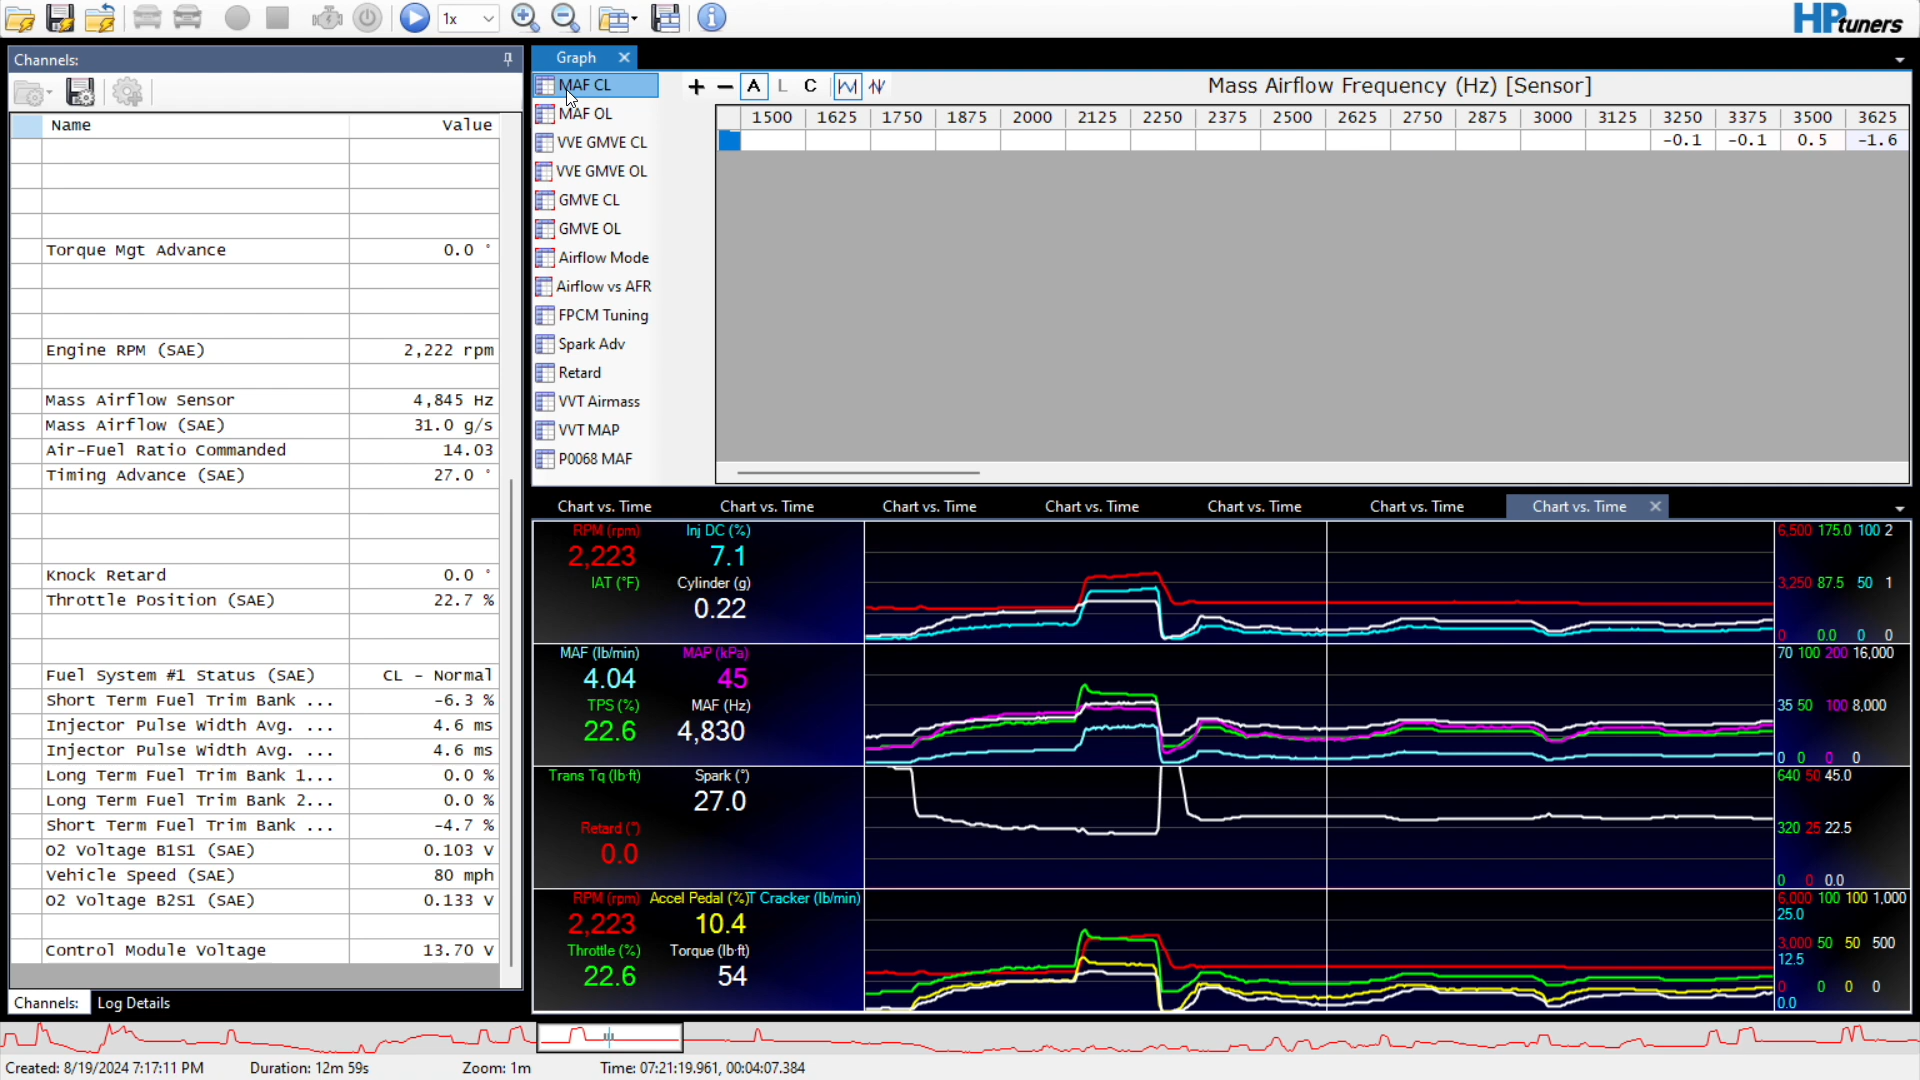 1x
HP tuners
Channels:
Name Value
Torque Mgt Advance 0.0 °
Engine RPM (SAE) 2,222 rpm
Mass Airflow Sensor 4,845 Hz
Mass Airflow (SAE) 31.0 g/s
Air-Fuel Ratio Commanded 14.03
Timing Advance (SAE) 27.0 °
Knock Retard 0.0 °
Throttle Position (SAE) 22.7 %
Fuel System #1 Status (SAE) CL - Normal
Short Term Fuel Trim Bank ... -6.3 %
Injector Pulse Width Avg. ... 4.6 ms
Injector Pulse Width Avg. ... 4.6 ms
Long Term Fuel Trim Bank 1... 0.0 %
Long Term Fuel Trim Bank 2... 0.0 %
Short Term Fuel Trim Bank ... -4.7 %
O2 Voltage B1S1 (SAE) 0.103 V
Vehicle Speed (SAE) 80 mph
O2 Voltage B2S1 (SAE) 0.133 V
Control Module Voltage 13.70 V
Channels: Log Details
Graph
MAF CL
MAF OL
VVE GMVE CL
VVE GMVE OL
GMVE CL
GMVE OL
Airflow Mode
Airflow vs AFR
FPCM Tuning
Spark Adv
Retard
VVT Airmass
VVT MAP
P0068 MAF
A L C
Mass Airflow Frequency (Hz) [Sensor]
1500 1625 1750 1875 2000 2125 2250 2375 2500 2625 2750 2875 3000 3125 3250 3375 3500 3625
-0.1 -0.1 0.5 -1.6
Chart vs. Time Chart vs. Time Chart vs. Time Chart vs. Time Chart vs. Time Chart vs. Time Chart vs. Time
RPM (rpm) Inj DC (%)
2,223 7.1
IAT (°F) Cylinder (g)
0.22
6,500 175.0 100 2
3,250 87.5 50 1
0 0.0 0 0
MAF (lb/min) MAP (kPa)
4.04 45
TPS (%) MAF (Hz)
22.6 4,830
70 100 200 16,000
35 50 100 8,000
0 0 0 0
Trans Tq (lb·ft) Spark (°)
27.0
Retard (°)
0.0
640 50 45.0
320 25 22.5
0 0 0.0
RPM (rpm) Accel Pedal (%) T Cracker (lb/min)
2,223 10.4
Throttle (%) Torque (lb·ft)
22.6 54
6,000 100 100 1,000
25.0
3,000 50 50 500
12.5
0 0 0 0
0.0
Created: 8/19/2024 7:17:11 PM Duration: 12m 59s Zoom: 1m Time: 07:21:19.961, 00:04:07.384